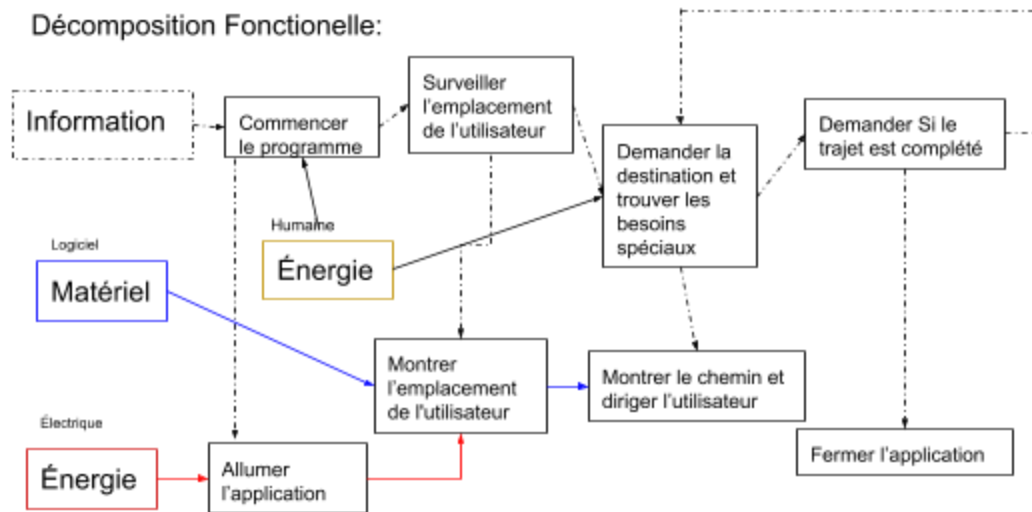 Décomposition Fonctionelle:
Information
Commencer
le programme
Surveiller
l'emplacement
de l'utilisateur
Demander la
destination et
trouver les
besoins
spéciaux
Demander Si le
trajet est complété
Humaine
Énergie
Logiciel
Matériel
Montrer
l'emplacement
de l'utilisateur
Montrer le chemin et
diriger l'utilisateur
Électrique
Énergie
Allumer
l'application
Fermer l'application